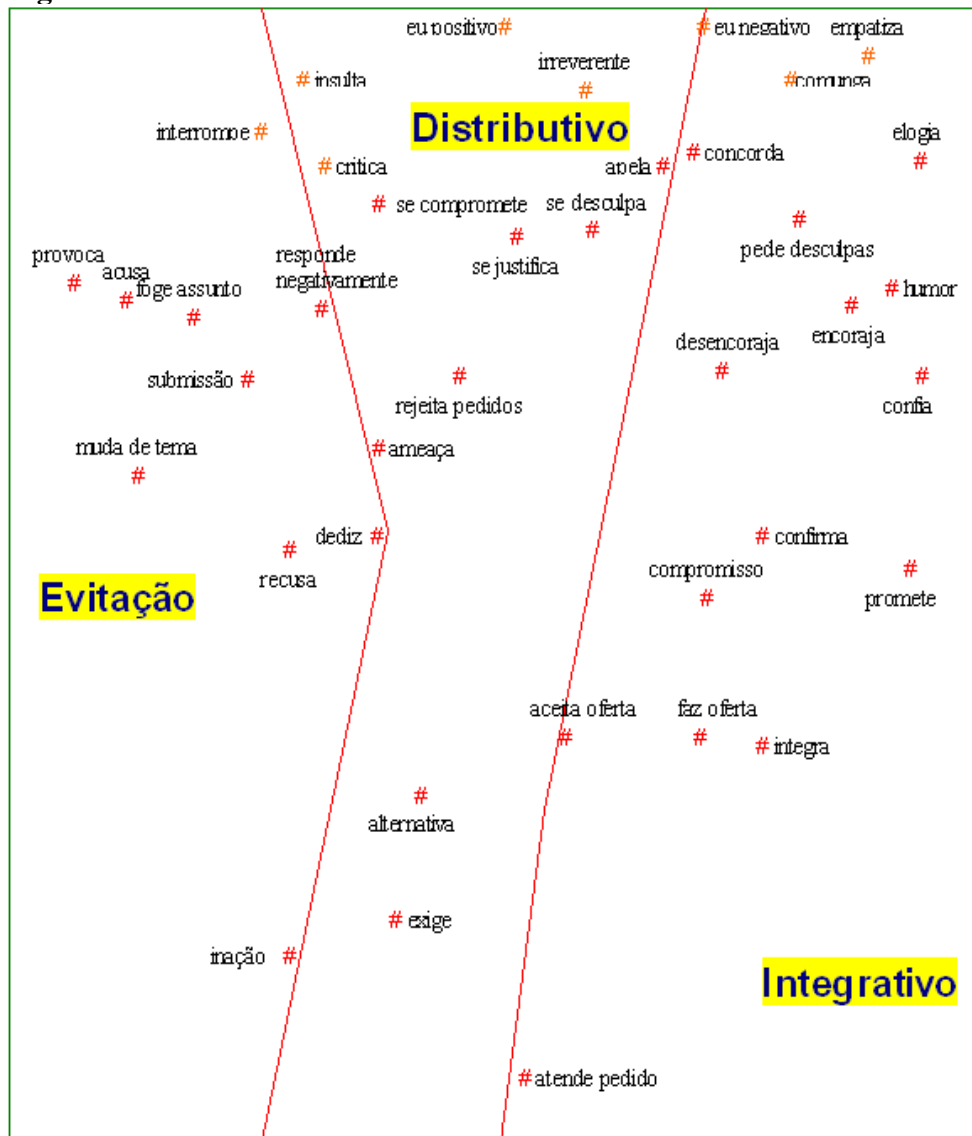 eu positivo # # eu negativo empatiza
#
irreverente
# insulta # # comunga
Distributivo
interrompe # elogia
# critica apela # # concorda #
# se compromete se desculpa
# # #
provoca responde se justifica pede desculpas
acusa negativamente
# # foge assunto # # humor
# # encoraja
desencoraja
submissão # # # #
rejeita pedidos confia
muda de tema # ameaça
#
dediz # # confirma
# recusa compromisso #
Evitação # promete
aceita oferta faz oferta
# # # integra
#
alternativa
# exige
inação #
Integrativo
# atende pedido